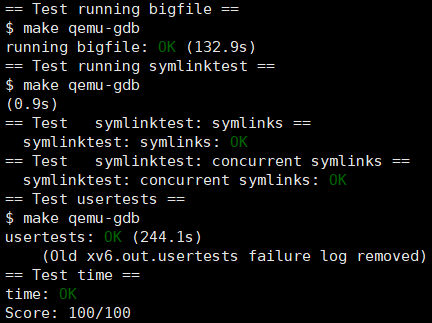 == Test running bigfile ==
$ make qemu-gdb
running bigfile: OK (132.9s)
== Test running symlinktest ==
$ make qemu-gdb
(0.9s)
== Test   symlinktest: symlinks ==
  symlinktest: symlinks: OK
== Test   symlinktest: concurrent symlinks ==
  symlinktest: concurrent symlinks: OK
== Test usertests ==
$ make qemu-gdb
usertests: OK (244.1s)
    (Old xv6.out.usertests failure log removed)
== Test time ==
time: OK
Score: 100/100